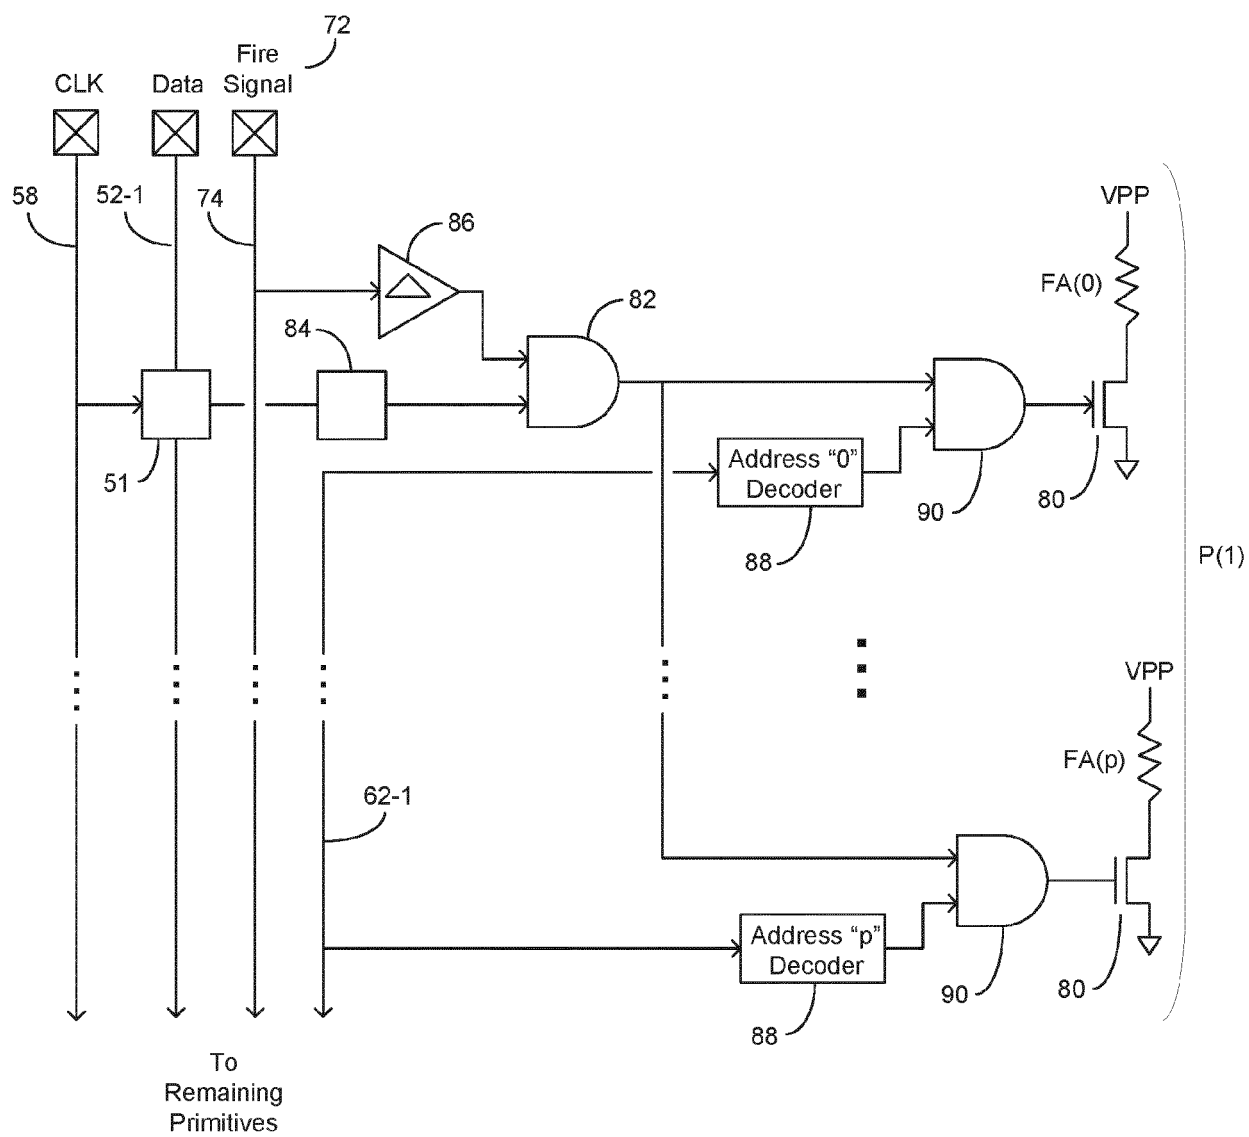 72
Fire
CLK Data Signal
58 52-1 74
86
VPP
82
FA(0)
84
51
Address “0”
Decoder
90
80
88
P(1)
VPP
FA(p)
62-1
Address “p”
Decoder
90
80
88
To
Remaining
Primitives